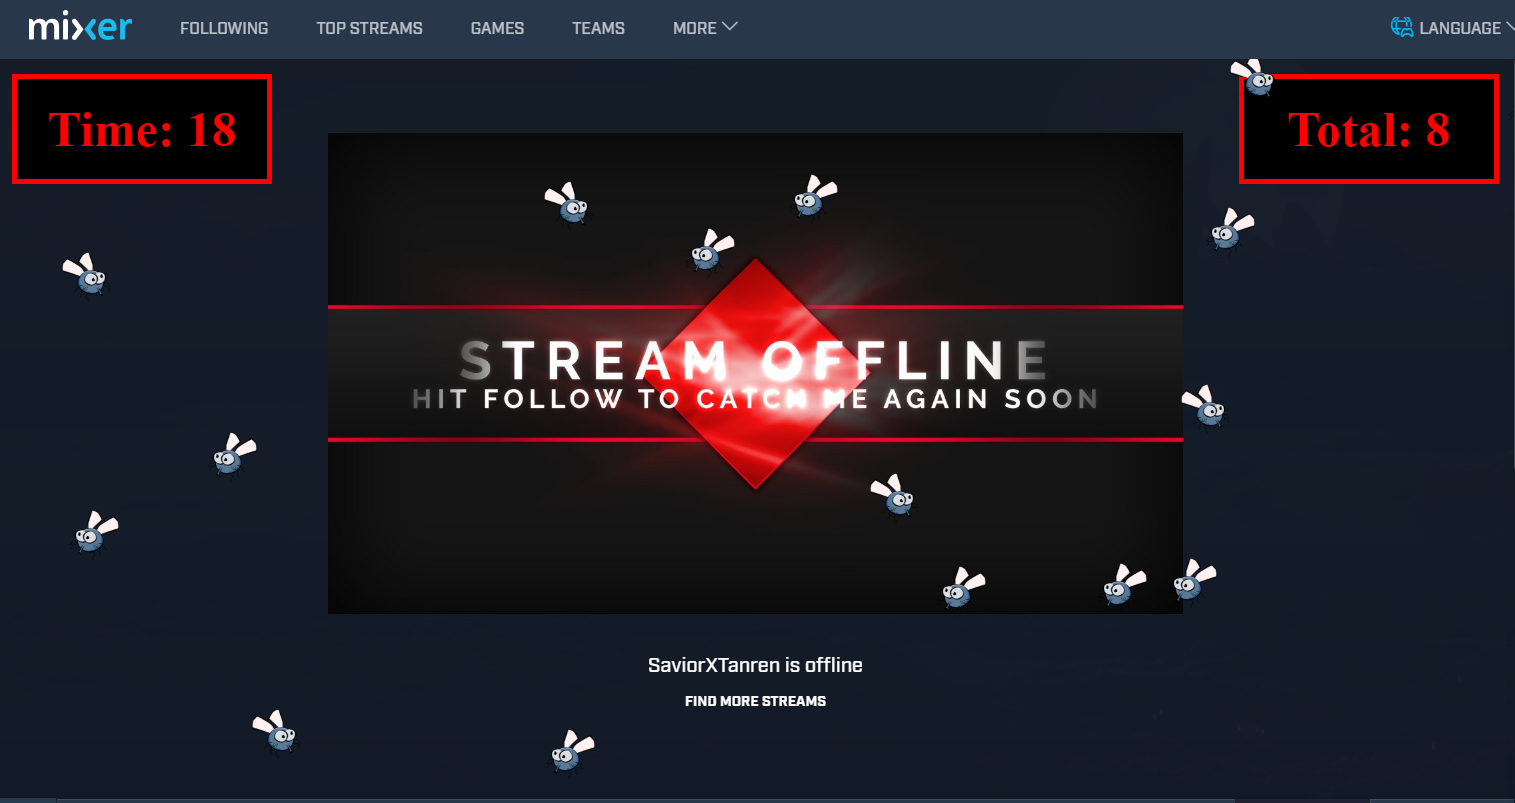 mixer FOLLOWING TOP STREAMS GAMES TEAMS MORE LANGUAGE
Time: 18
Total: 8
STREAM OFFLINE
HIT FOLLOW TO CATCH ME AGAIN SOON
SaviorXTanren is offline
FIND MORE STREAMS